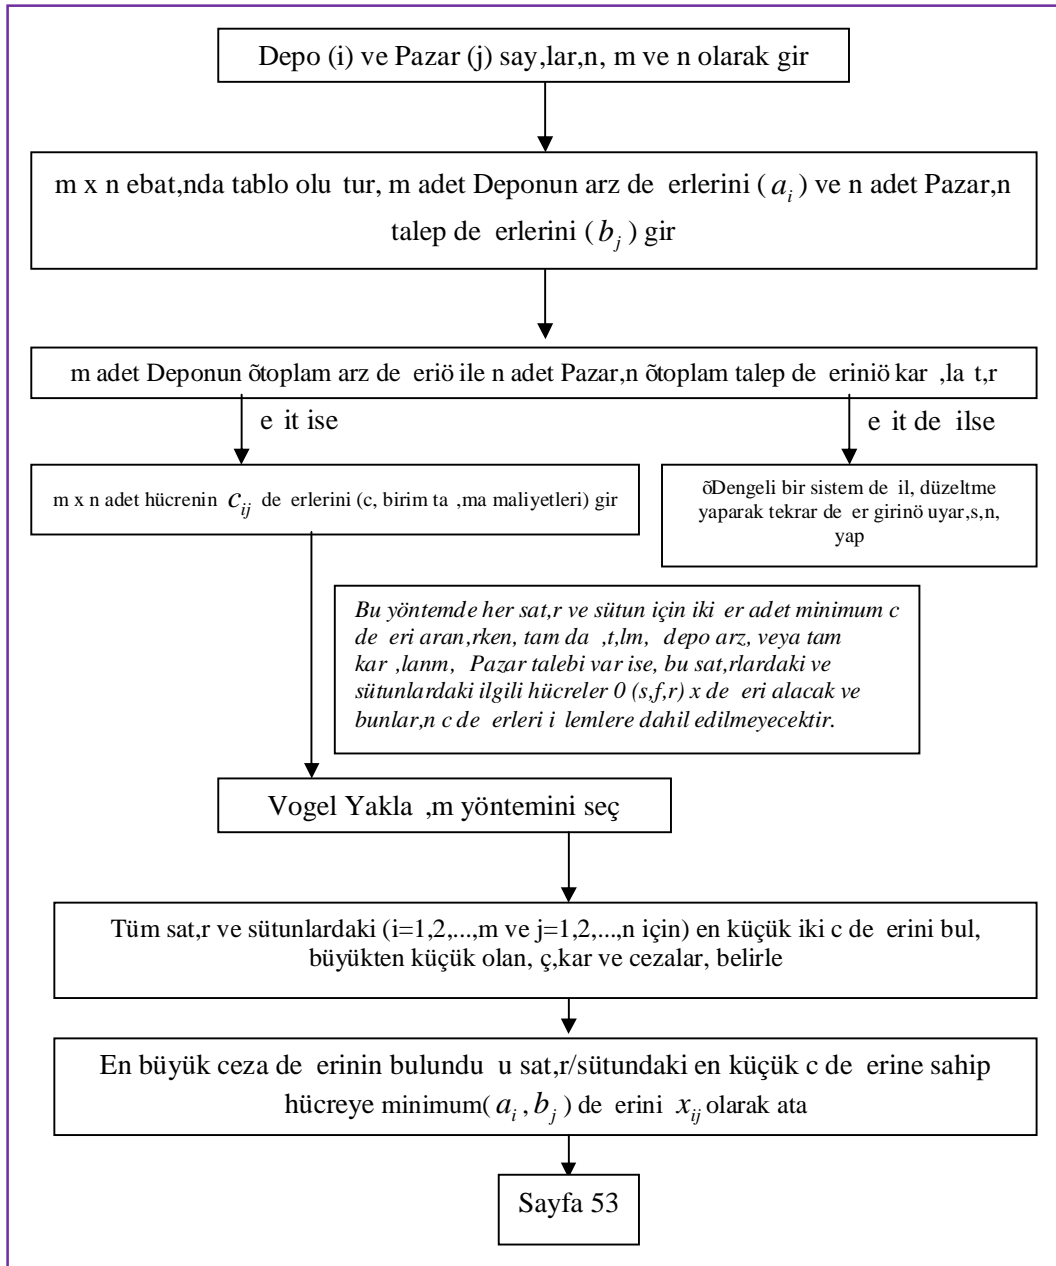 Depo (i) ve Pazar (j) say,lar,n, m ve n olarak gir
m x n ebat,nda tablo olu tur, m adet Deponun arz de erlerini ( a_i ) ve n adet Pazar,n
talep de erlerini ( b_j ) gir
m adet Deponun õtoplam arz de eriö ile n adet Pazar,n õtoplam talep de eriniö kar ,la t,r
e it ise
e it de ilse
m x n adet hücrenin c_ij de erlerini (c, birim ta ,ma maliyetleri) gir
õDengeli bir sistem de il, düzeltme
yaparak tekrar de er girinö uyar,s,n,
yap
Bu yöntemde her sat,r ve sütun için iki er adet minimum c
de eri aran,rken, tam da ,t,lm, depo arz, veya tam
kar ,lanm, Pazar talebi var ise, bu sat,rlardaki ve
sütunlardaki ilgili hücreler 0 (s,f,r) x de eri alacak ve
bunlar,n c de erleri i lemlere dahil edilmeyecektir.
Vogel Yakla ,m yöntemini seç
Tüm sat,r ve sütunlardaki (i=1,2,...,m ve j=1,2,...,n için) en küçük iki c de erini bul,
büyükten küçük olan, ç,kar ve cezalar, belirle
En büyük ceza de erinin bulundu u sat,r/sütundaki en küçük c de erine sahip
hücreye minimum( a_i , b_j ) de erini x_ij olarak ata
Sayfa 53